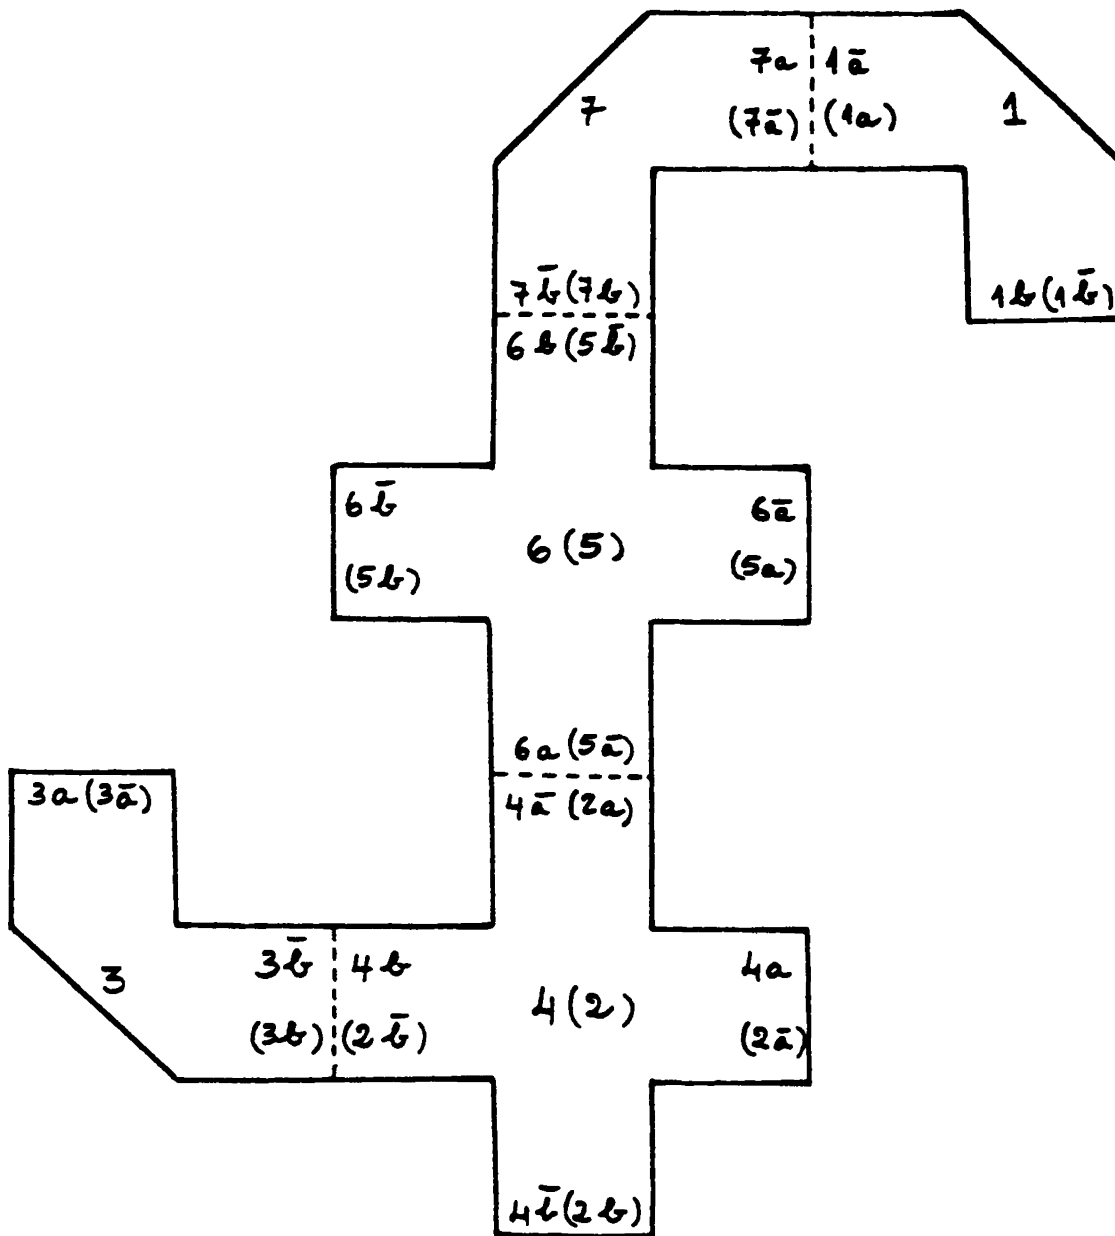 7a 1ā
7 1
(7ā) (1a)
7b̄(7b) 1b(1b̄)
6b(5b̄)
6b̄ 6ā
6(5)
(5b) (5a)
6a(5ā)
3a(3ā) 4ā(2a)
3b̄ 4b 4a
3 4(2)
(3b) (2b̄) (2ā)
4b̄(2b)